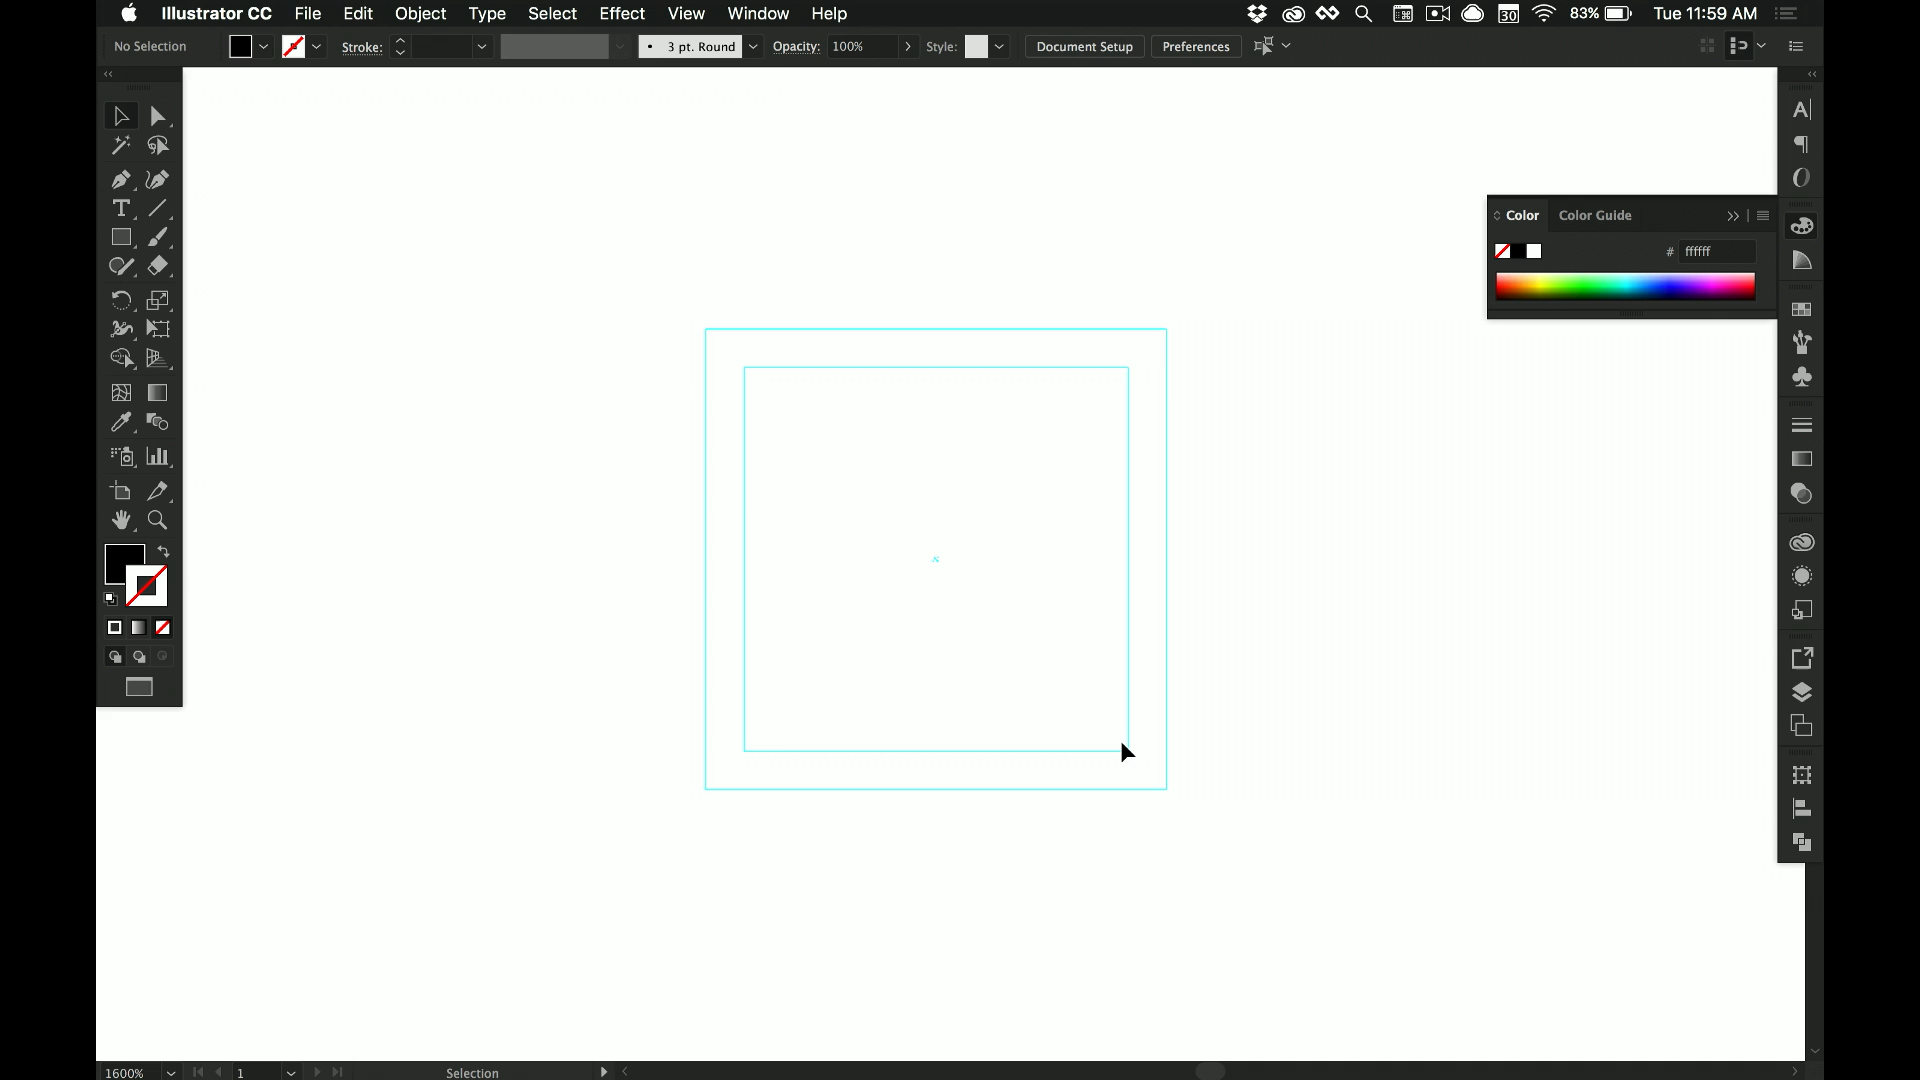 Illustrator CC File Edit Object Type Select Effect View Window Help 30 83% Tue 11:59 AM
No Selection Stroke: 3 pt. Round Opacity: 100% Style: Document Setup Preferences
Color Color Guide
# ffffff
1600% 1 Selection